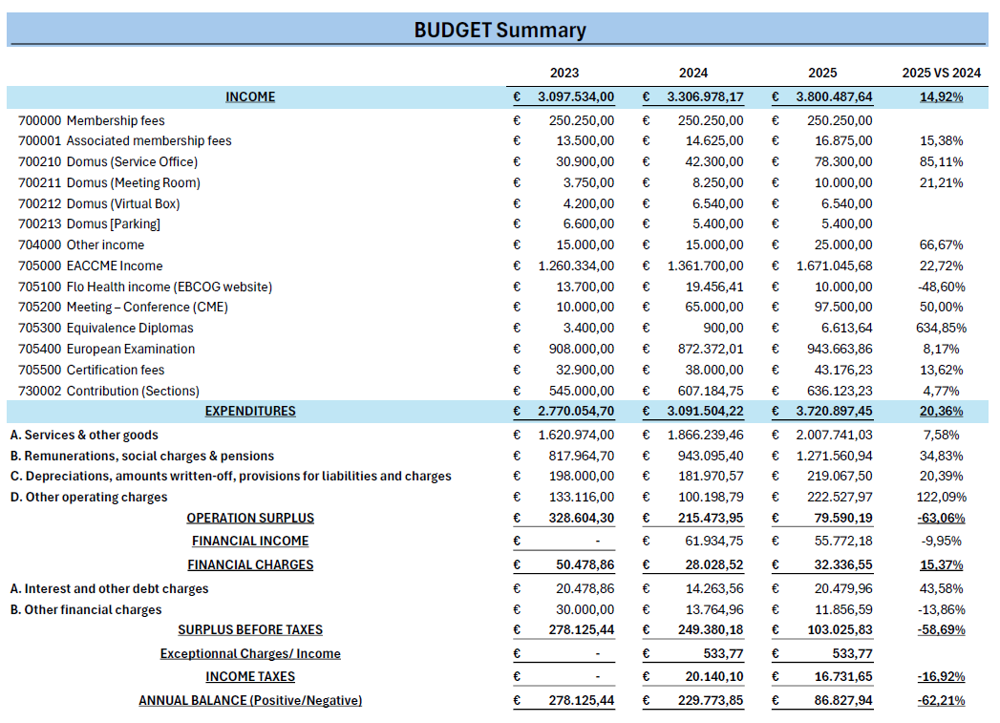 BUDGET Summary
2023 2024 2025 2025 VS 2024
INCOME € 3.097.534,00 € 3.306.978,17 € 3.800.487,64 14,92%
700000 Membership fees € 250.250,00 € 250.250,00 € 250.250,00
700001 Associated membership fees € 13.500,00 € 14.625,00 € 16.875,00 15,38%
700210 Domus (Service Office) € 30.900,00 € 42.300,00 € 78.300,00 85,11%
700211 Domus (Meeting Room) € 3.750,00 € 8.250,00 € 10.000,00 21,21%
700212 Domus (Virtual Box) € 4.200,00 € 6.540,00 € 6.540,00
700213 Domus [Parking] € 6.600,00 € 5.400,00 € 5.400,00
704000 Other income € 15.000,00 € 15.000,00 € 25.000,00 66,67%
705000 EACCME Income € 1.260.334,00 € 1.361.700,00 € 1.671.045,68 22,72%
705100 Flo Health income (EBCOG website) € 13.700,00 € 19.456,41 € 10.000,00 -48,60%
705200 Meeting – Conference (CME) € 10.000,00 € 65.000,00 € 97.500,00 50,00%
705300 Equivalence Diplomas € 3.400,00 € 900,00 € 6.613,64 634,85%
705400 European Examination € 908.000,00 € 872.372,01 € 943.663,86 8,17%
705500 Certification fees € 32.900,00 € 38.000,00 € 43.176,23 13,62%
730002 Contribution (Sections) € 545.000,00 € 607.184,75 € 636.123,23 4,77%
EXPENDITURES € 2.770.054,70 € 3.091.504,22 € 3.720.897,45 20,36%
A. Services & other goods € 1.620.974,00 € 1.866.239,46 € 2.007.741,03 7,58%
B. Remunerations, social charges & pensions € 817.964,70 € 943.095,40 € 1.271.560,94 34,83%
C. Depreciations, amounts written-off, provisions for liabilities and charges € 198.000,00 € 181.970,57 € 219.067,50 20,39%
D. Other operating charges € 133.116,00 € 100.198,79 € 222.527,97 122,09%
OPERATION SURPLUS € 328.604,30 € 215.473,95 € 79.590,19 -63,06%
FINANCIAL INCOME € - € 61.934,75 € 55.772,18 -9,95%
FINANCIAL CHARGES € 50.478,86 € 28.028,52 € 32.336,55 15,37%
A. Interest and other debt charges € 20.478,86 € 14.263,56 € 20.479,96 43,58%
B. Other financial charges € 30.000,00 € 13.764,96 € 11.856,59 -13,86%
SURPLUS BEFORE TAXES € 278.125,44 € 249.380,18 € 103.025,83 -58,69%
Exceptionnal Charges/ Income € - € 533,77 € 533,77
INCOME TAXES € - € 20.140,10 € 16.731,65 -16,92%
ANNUAL BALANCE (Positive/Negative) € 278.125,44 € 229.773,85 € 86.827,94 -62,21%